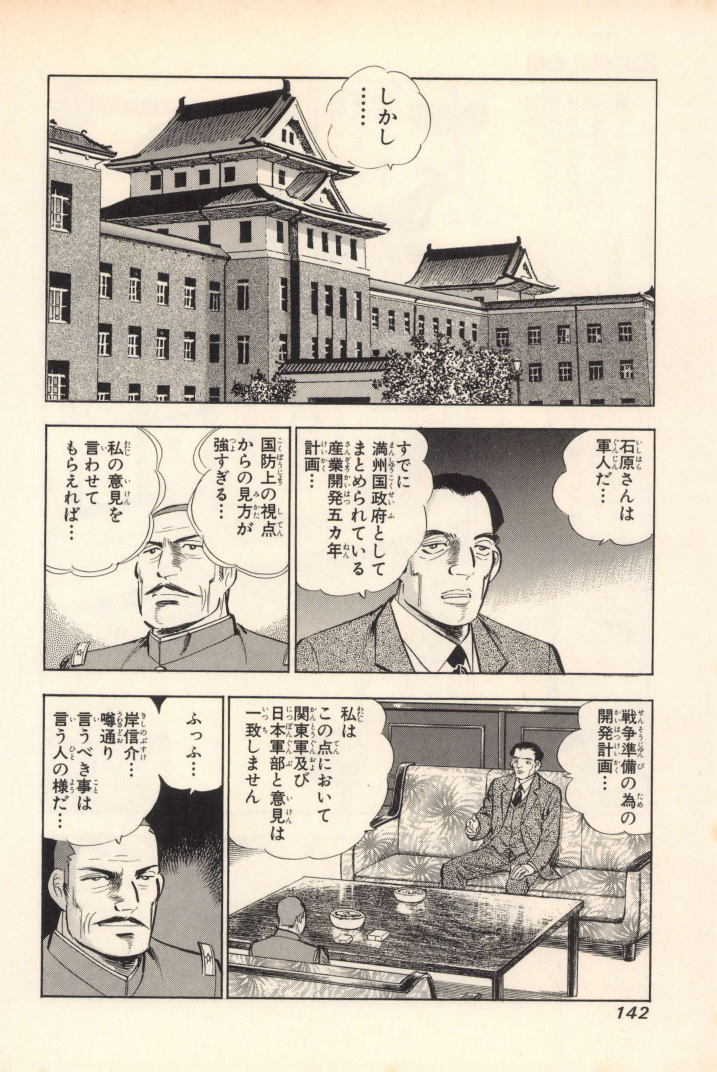 しかし
……
石原さんは
軍人だ…
すでに
満州国政府として
まとめられている
産業開発五カ年
計画…
国防上の視点
からの見方が
強すぎる…
私の意見を
言わせて
もらえれば…
戦争準備の為の
開発計画…
私は
この点において
関東軍及び
日本軍部と意見は
一致しません
ふっふ…
岸信介…
噂通り
言うべき事は
言う人の様だ…
142